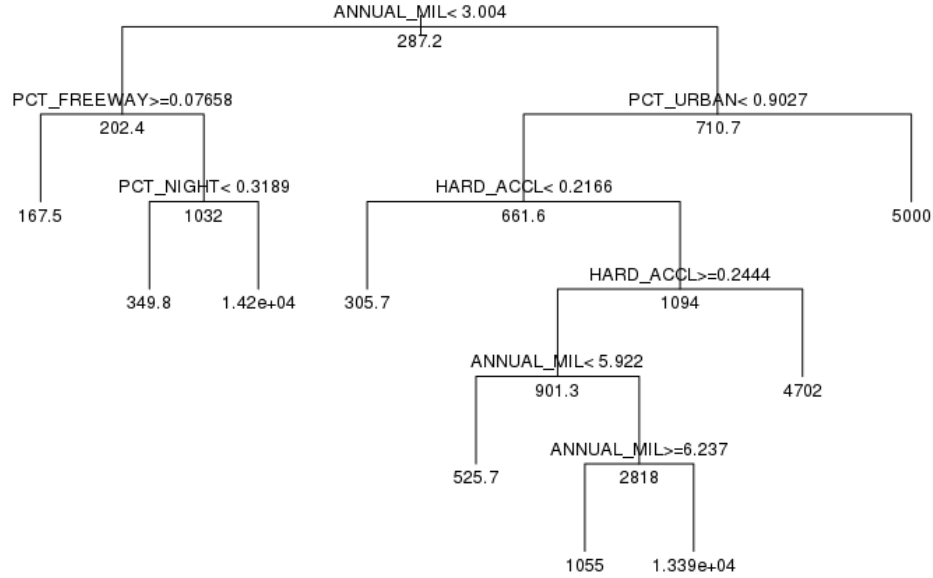 ANNUAL_MIL< 3.004
287.2
PCT_FREEWAY>=0.07658
PCT_URBAN< 0.9027
202.4
710.7
PCT_NIGHT< 0.3189
HARD_ACCL< 0.2166
167.5
1032
661.6
5000
HARD_ACCL>=0.2444
349.8
1.42e+04
305.7
1094
ANNUAL_MIL< 5.922
901.3
4702
ANNUAL_MIL>=6.237
525.7
2818
1055
1.339e+04